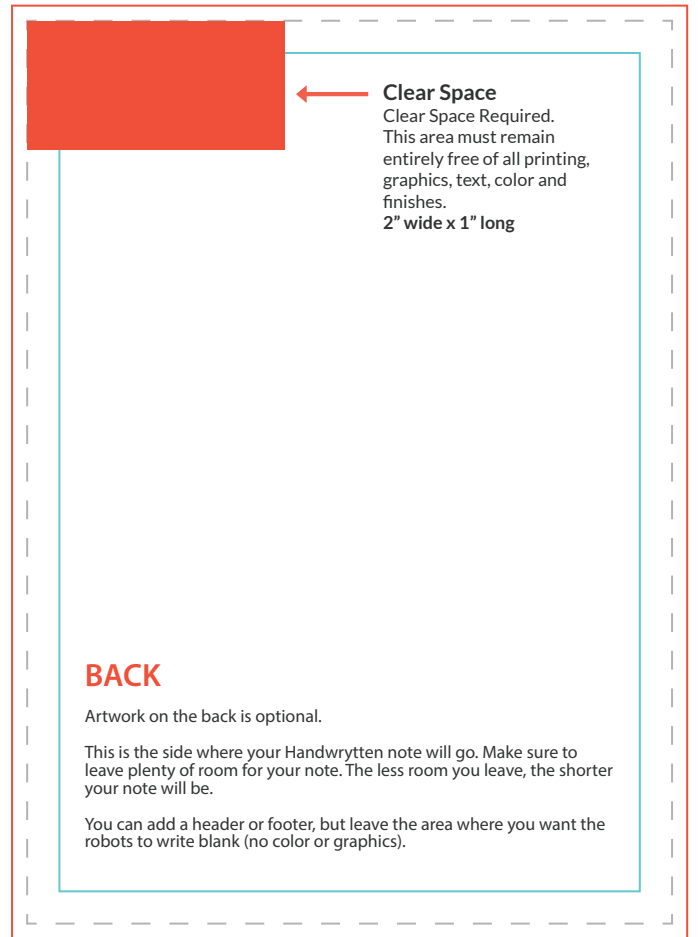 Clear Space
Clear Space Required.
This area must remain
entirely free of all printing,
graphics, text, color and
finishes.
2” wide x 1” long
BACK
Artwork on the back is optional.
This is the side where your Handwrytten note will go. Make sure to
leave plenty of room for your note. The less room you leave, the shorter
your note will be.
You can add a header or footer, but leave the area where you want the
robots to write blank (no color or graphics).